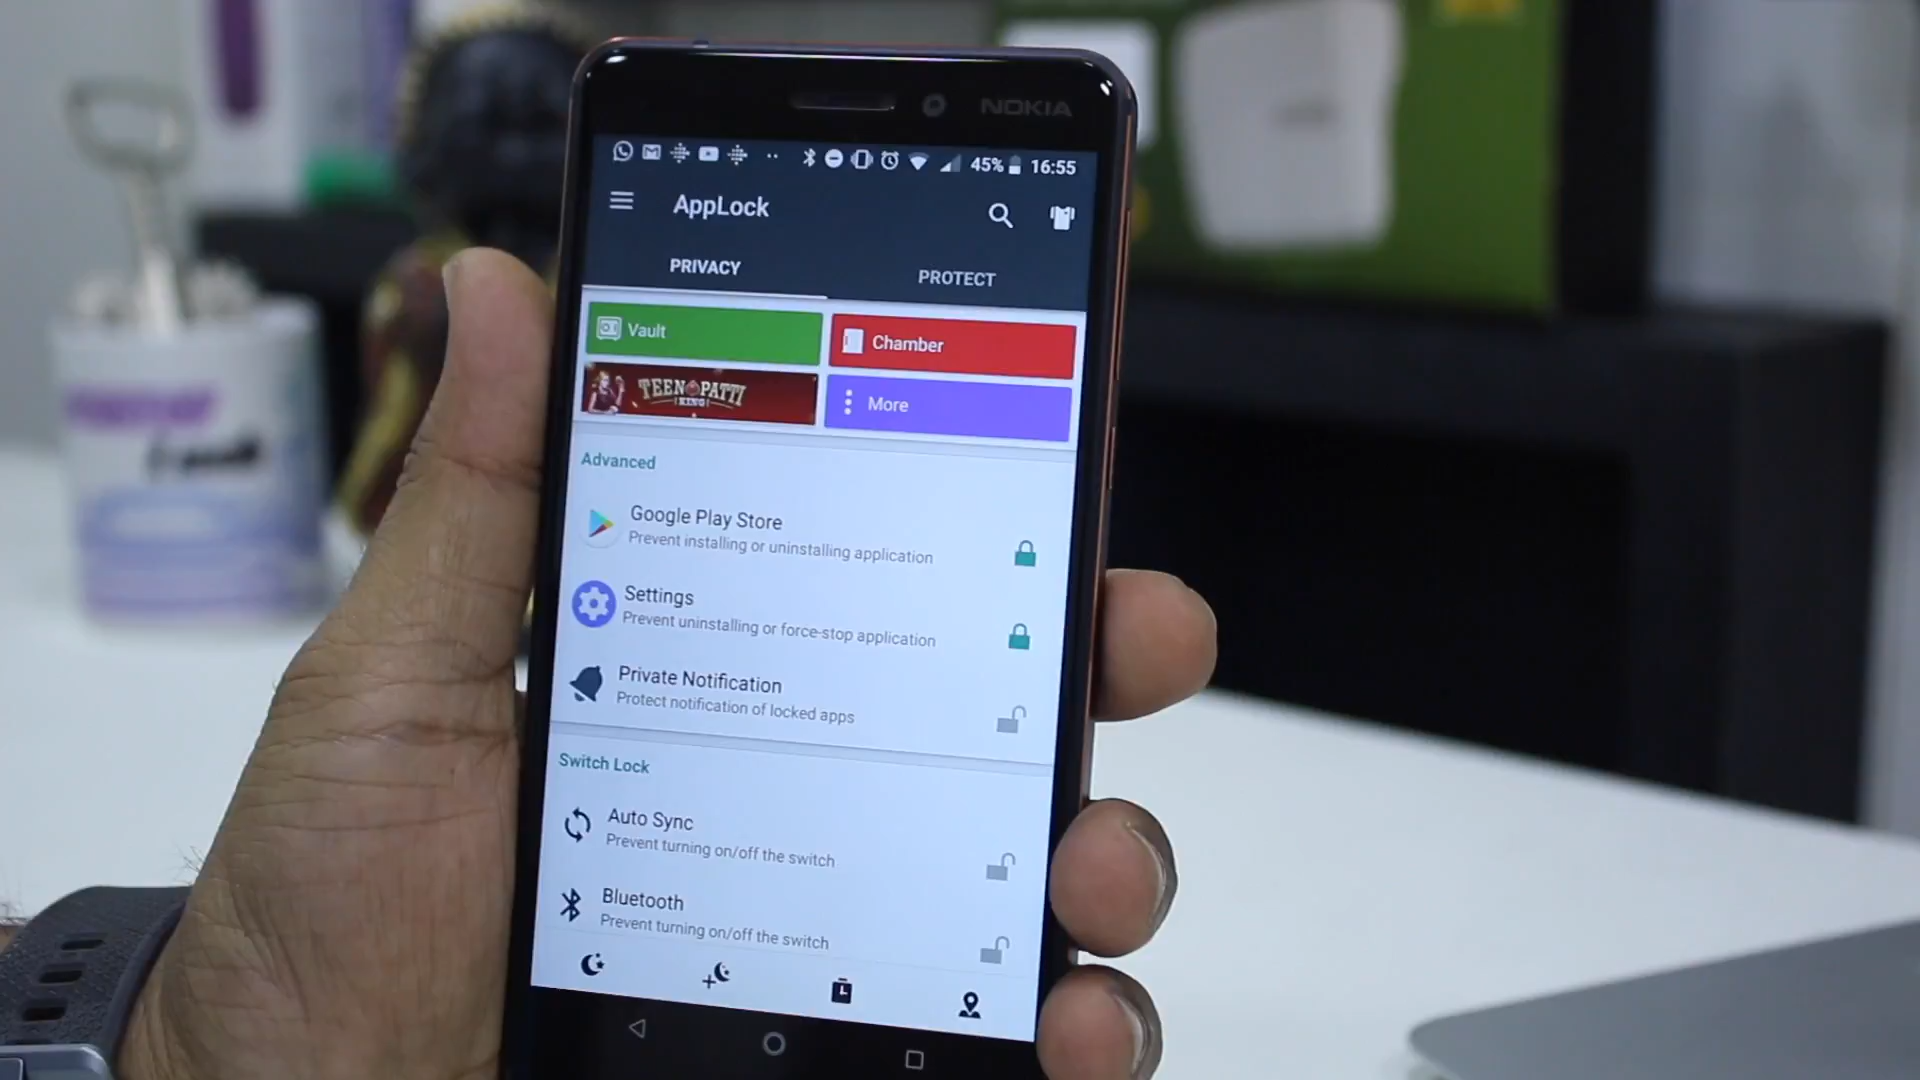 NOKIA
45% 16:55
AppLock
PRIVACY
PROTECT
Vault
Chamber
TEEN PATTI
KING
More
Advanced
Google Play Store
Prevent installing or uninstalling application
Settings
Prevent uninstalling or force-stop application
Private Notification
Protect notification of locked apps
Switch Lock
Auto Sync
Prevent turning on/off the switch
Bluetooth
Prevent turning on/off the switch